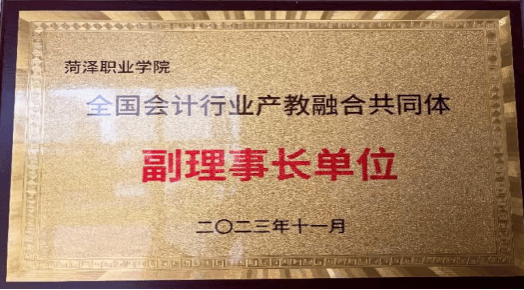 菏泽职业学院
全国会计行业产教融合共同体
副理事长单位
二〇二三年十一月